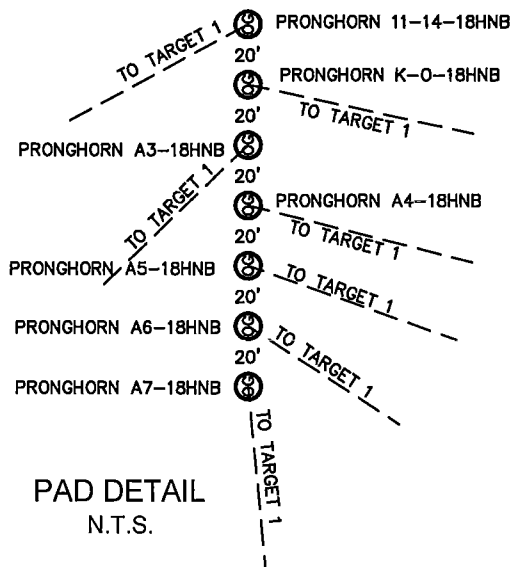 PRONGHORN 11-14-18HNB
TO TARGET 1
20'
PRONGHORN K-O-18HNB
TO TARGET 1
20'
PRONGHORN A3-18HNB
TO TARGET 1
20'
PRONGHORN A4-18HNB
TO TARGET 1
20'
PRONGHORN A5-18HNB
TO TARGET 1
20'
PRONGHORN A6-18HNB
TO TARGET 1
20'
PRONGHORN A7-18HNB
TO TARGET 1
PAD DETAIL
N.T.S.